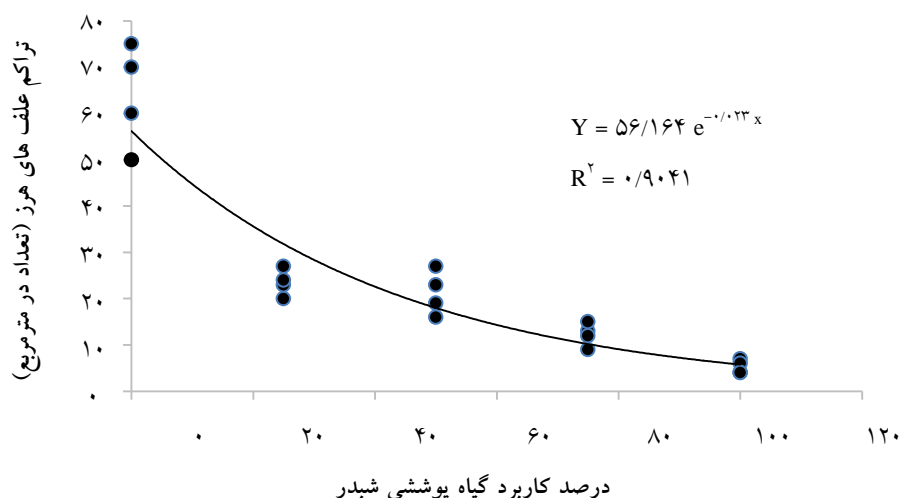 تراکم علف های هرز (تعداد در مترمربع)
۸۰
۷۰
۶۰
۵۰
۴۰
۳۰
۲۰
۱۰
۰
Y = ۵۶/۱۶۴ e^−۰/۰۲۳ x
R^۲ = ۰/۹۰۴۱
۰ ۲۰ ۴۰ ۶۰ ۸۰ ۱۰۰ ۱۲۰
درصد کاربرد گیاه پوششی شبدر